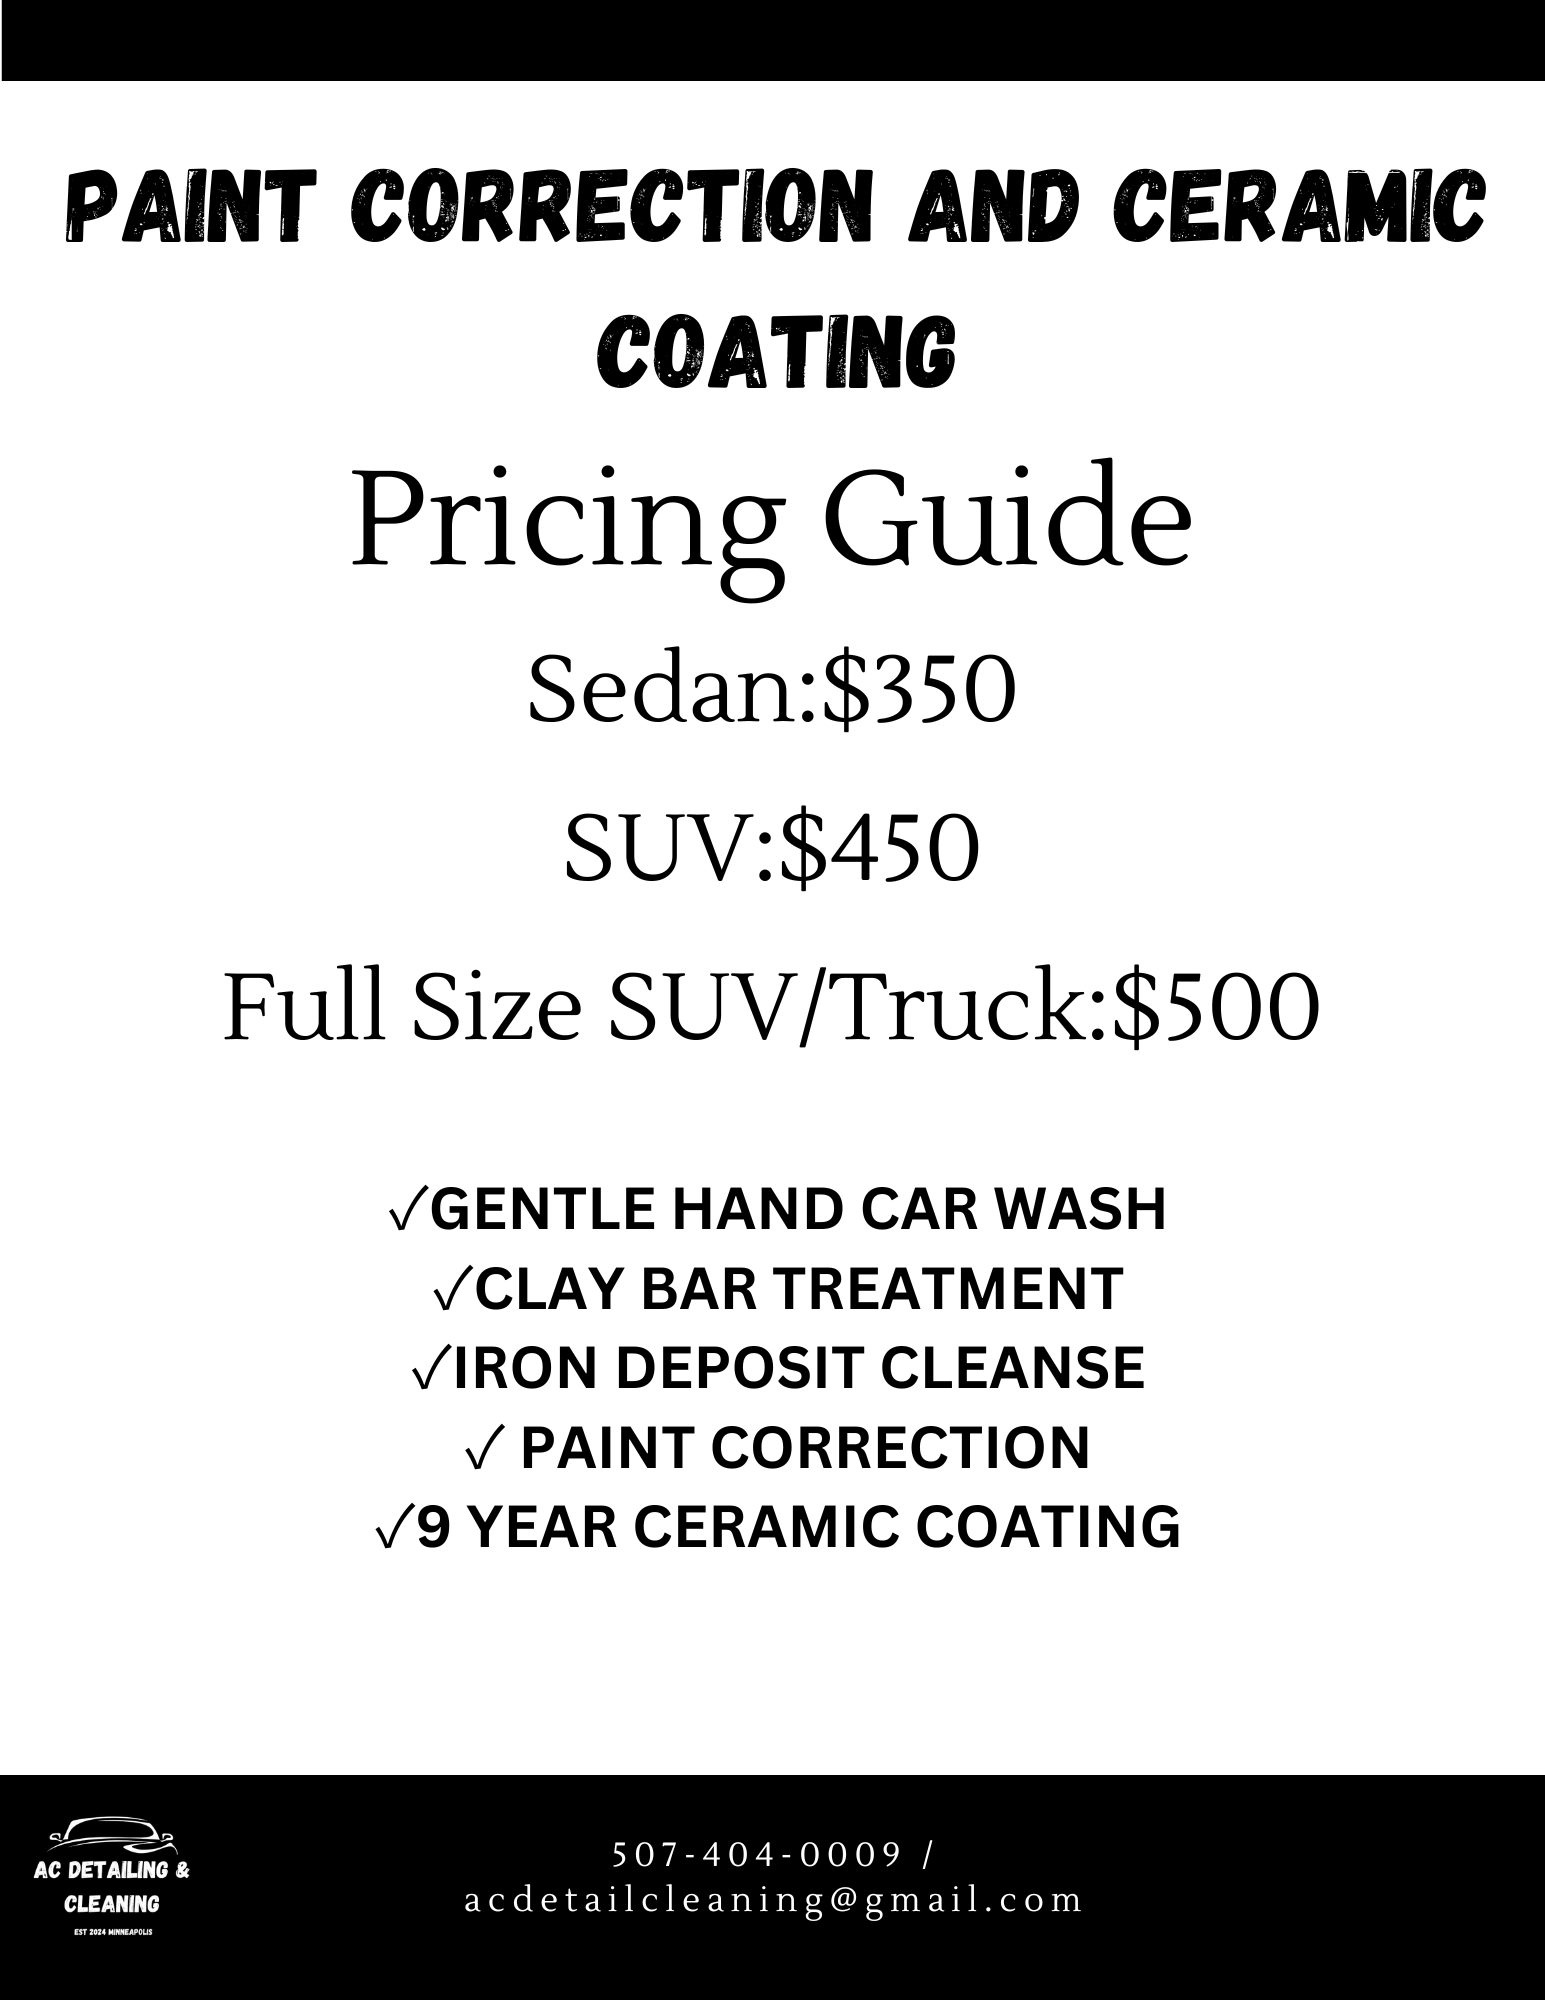 PAINT CORRECTION AND CERAMIC
COATING
Pricing Guide
Sedan:$350
SUV:$450
Full Size SUV/Truck:$500
✓GENTLE HAND CAR WASH
✓CLAY BAR TREATMENT
✓IRON DEPOSIT CLEANSE
✓ PAINT CORRECTION
✓9 YEAR CERAMIC COATING
AC DETAILING &
CLEANING
EST 2024 MINNEAPOLIS
507-404-0009 /
acdetailcleaning@gmail.com